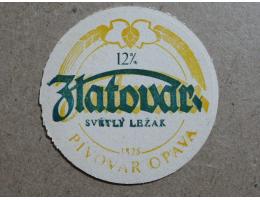 12%
Zlatovar
SVĚTLÝ LEŽÁK
1825
PIVOVAR OPAVA